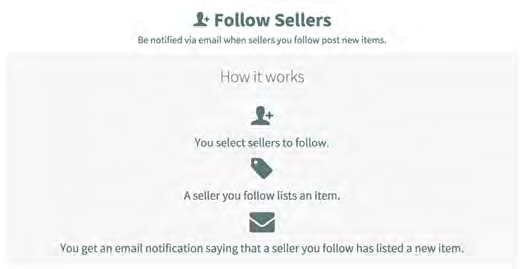 Follow Sellers
Be notified via email when sellers you follow post new items.
How it works
You select sellers to follow.
A seller you follow lists an item.
You get an email notification saying that a seller you follow has listed a new item.